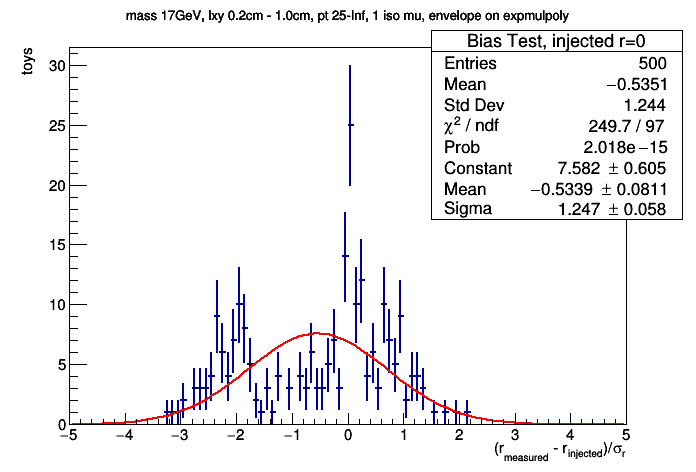 mass 17GeV, lxy 0.2cm - 1.0cm, pt 25-Inf, 1 iso mu, envelope on expmulpoly
Bias Test, injected r=0
Entries 500
Mean −0.5351
Std Dev 1.244
χ² / ndf 249.7 / 97
Prob 2.018e−15
Constant 7.582 ± 0.605
Mean −0.5339 ± 0.0811
Sigma 1.247 ± 0.058
toys
30
25
20
15
10
5
0
−5 −4 −3 −2 −1 0 1 2 3 4 5
(r_measured - r_injected)/σ_r